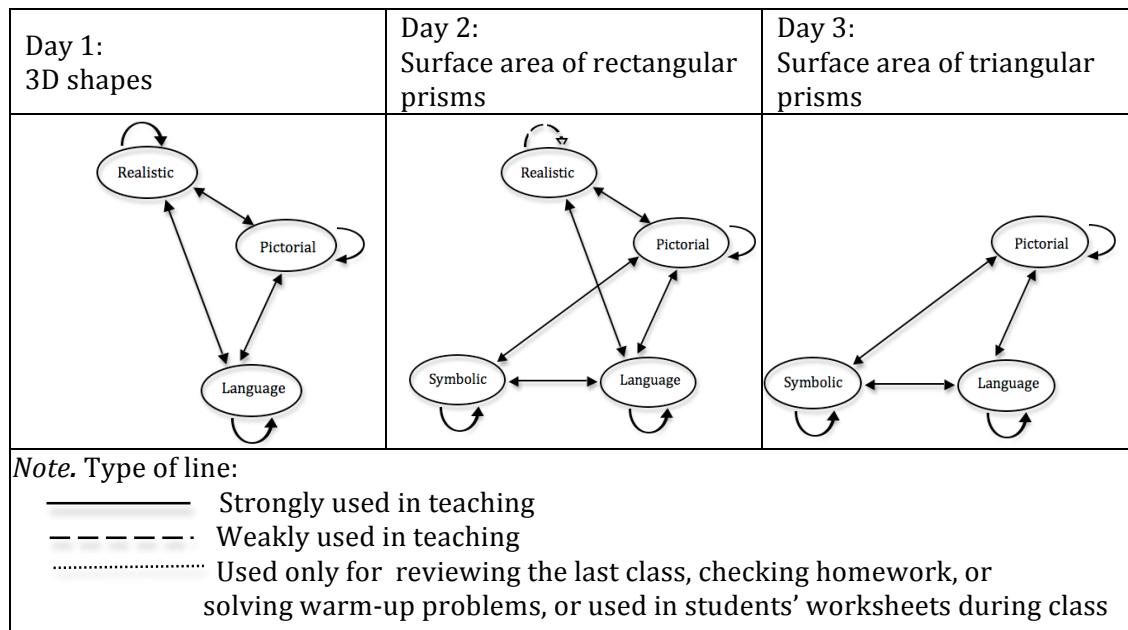 Day 1:
3D shapes
Day 2:
Surface area of rectangular
prisms
Day 3:
Surface area of triangular
prisms
Realistic
Pictorial
Language
Realistic
Pictorial
Symbolic
Language
Pictorial
Symbolic
Language
Note. Type of line:
Strongly used in teaching
Weakly used in teaching
Used only for reviewing the last class, checking homework, or
solving warm-up problems, or used in students’ worksheets during class